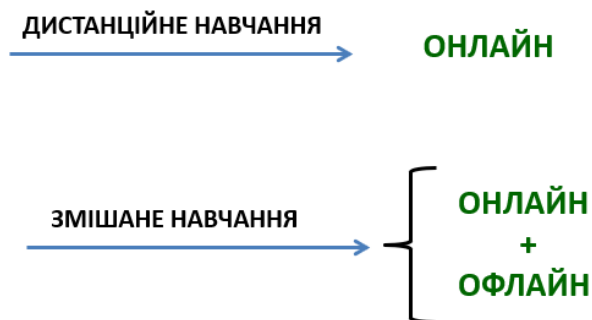 ДИСТАНЦІЙНЕ НАВЧАННЯ
ОНЛАЙН
ЗМІШАНЕ НАВЧАННЯ
ОНЛАЙН
+
ОФЛАЙН